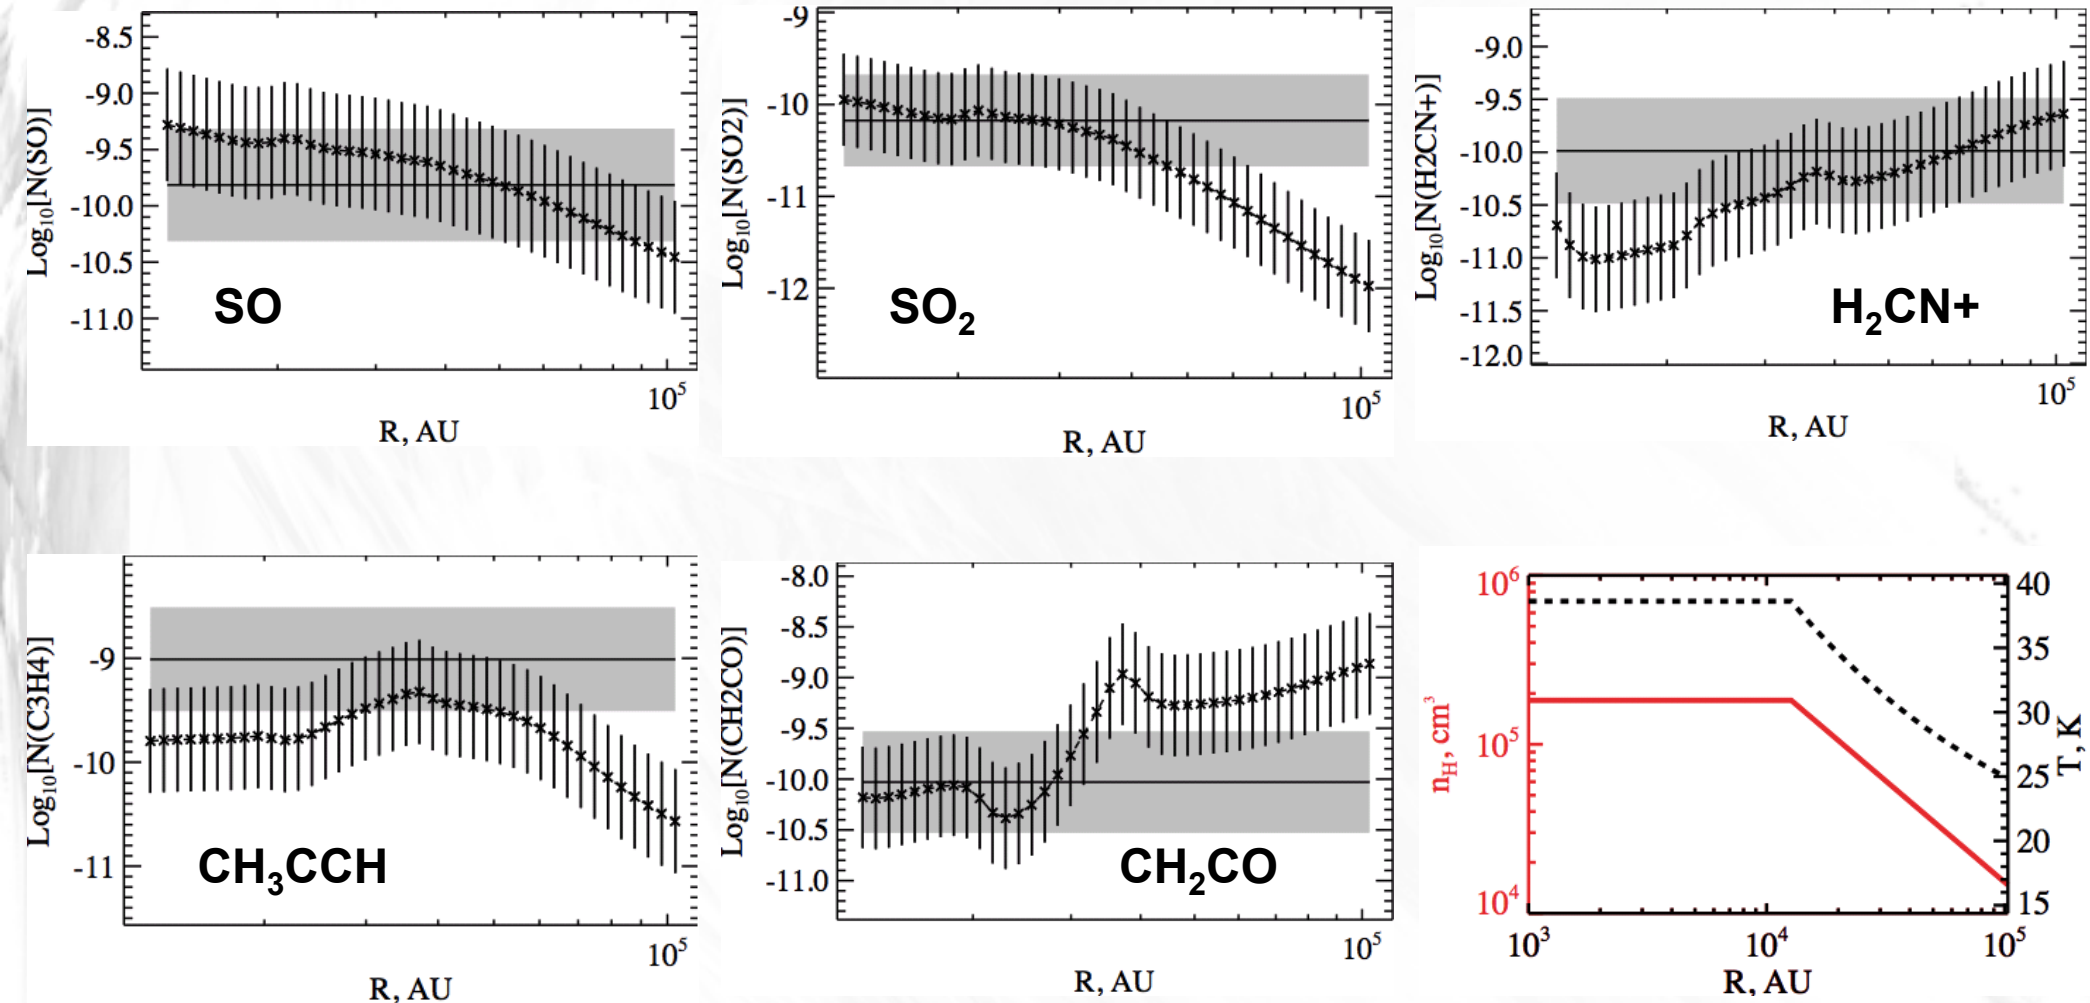 -8.5
-9.0
-9.5
-10.0
-10.5
-11.0
Log10[N(SO)]
SO
10^5
R, AU
-9
-10
-11
-12
Log10[N(SO2)]
SO2
10^5
R, AU
-9.0
-9.5
-10.0
-10.5
-11.0
-11.5
-12.0
Log10[N(H2CN+)]
H2CN+
10^5
R, AU
-9
-10
-11
Log10[N(C3H4)]
CH3CCH
10^5
R, AU
-8.0
-8.5
-9.0
-9.5
-10.0
-10.5
-11.0
Log10[N(CH2CO)]
CH2CO
10^5
R, AU
10^6
10^5
10^4
nH, cm^3
40
35
30
25
20
15
T, K
10^3
10^4
10^5
R, AU